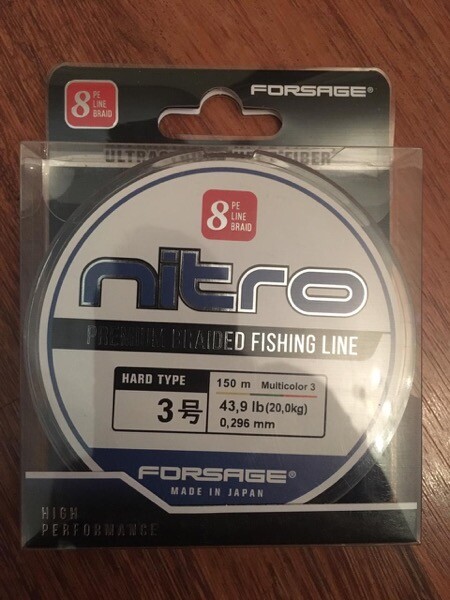 8 PE LINE BRAID
FORSAGE®
8 PE LINE BRAID
nitro
PREMIUM BRAIDED FISHING LINE
HARD TYPE
3号
150 m Multicolor 3
43,9 lb(20,0kg)
0,296 mm
FORSAGE®
MADE IN JAPAN
HIGH
PERFORMANCE